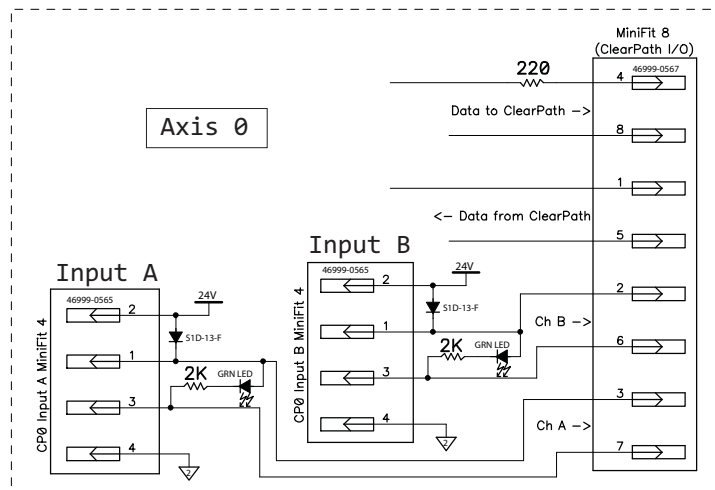 MiniFit 8
(ClearPath I/O)
46999-0567
220
4
Data to ClearPath ->
8
Axis 0
1
<- Data from ClearPath
5
Input B
46999-0565
2
24V
S1D-13-F
1
GRN LED
2K
3
4
2
CP0 Input B MiniFit 4
2
Ch B ->
6
3
Ch A ->
7
Input A
46999-0565
2
24V
S1D-13-F
1
GRN LED
2K
3
4
2
CP0 Input A MiniFit 4